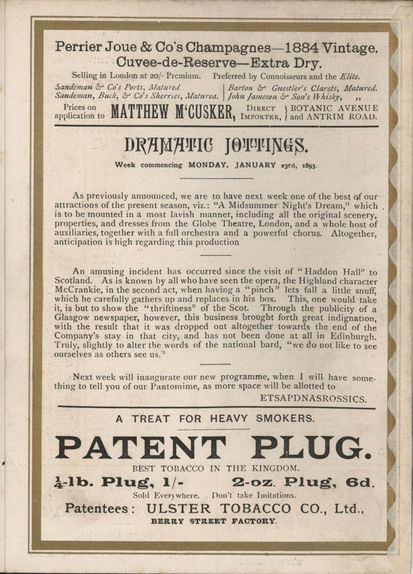 Perrier Joue & Co's Champagnes—1884 Vintage.
Cuvee-de-Reserve—Extra Dry.
Selling in London at 20/- Premium. Preferred by Connoisseurs and the Elite.
Sandeman & Co's Ports, Matured
Sandeman, Buck, & Co's Sherries, Matured.
Barton & Guestier's Clarets, Matured.
John Jameson & Son's Whisky, „
Prices on application to MATTHEW McCUSKER, DIRECT IMPORTER, BOTANIC AVENUE and ANTRIM ROAD.
DRAMATIC JOTTINGS.
Week commencing MONDAY, JANUARY 23rd, 1893.
As previously anuounced, we are to have next week one of the best of our
attractions of the present season, viz.: "A Midsummer Night's Dream," which
is to be mounted in a most lavish manner, including all the original scenery,
properties, and dresses from the Globe Theatre, London, and a whole host of
auxiliaries, together with a full orchestra and a powerful chorus. Altogether,
anticipation is high regarding this production
An amusing incident has occurred since the visit of "Haddon Hall" to
Scotland. As is known by all who have seen the opera, the Highland character
McCrankie, in the second act, when having a "pinch" lets fall a little snuff,
which he carefully gathers up and replaces in his box. This, one would take
it, is but to show the "thriftiness" of the Scot. Through the publicity of a
Glasgow newspaper, however, this business brought forth great indignation,
with the result that it was dropped out altogether towards the end of the
Company's stay in that city, and has not been done at all in Edinburgh.
Truly, slightly to alter the words of the national bard, "we do not like to see
ourselves as others see us."
Next week will inaugurate our new programme, when I will have some-
thing to tell you of our Pantomime, as more space will be allotted to
ETSAPDNASROSSICS.
A TREAT FOR HEAVY SMOKERS.
PATENT PLUG.
BEST TOBACCO IN THE KINGDOM.
¼-lb. Plug, 1/- 2-oz. Plug, 6d.
Sold Everywhere. Don't take Imitations.
Patentees: ULSTER TOBACCO CO., Ltd.,
BERRY STREET FACTORY.